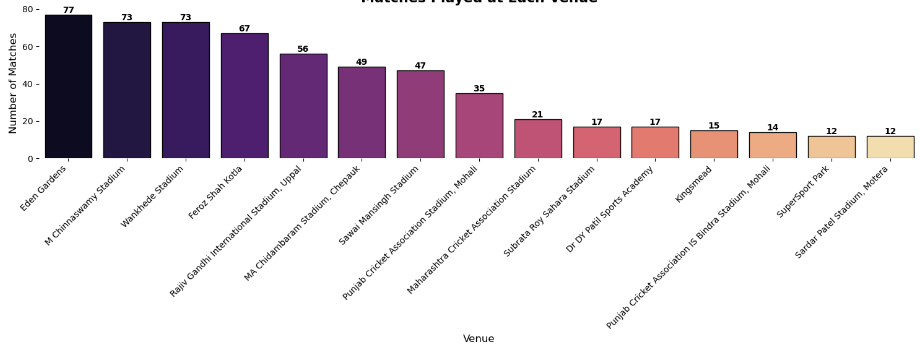 Matches Played at Each Venue
80
60
40
20
0
Number of Matches
77
73
73
67
56
49
47
35
21
17
17
15
14
12
12
Eden Gardens
M Chinnaswamy Stadium
Wankhede Stadium
Feroz Shah Kotla
Rajiv Gandhi International Stadium, Uppal
MA Chidambaram Stadium, Chepauk
Sawai Mansingh Stadium
Punjab Cricket Association Stadium, Mohali
Maharashtra Cricket Association Stadium
Subrata Roy Sahara Stadium
Dr DY Patil Sports Academy
Kingsmead
Punjab Cricket Association IS Bindra Stadium, Mohali
SuperSport Park
Sardar Patel Stadium, Motera
Venue